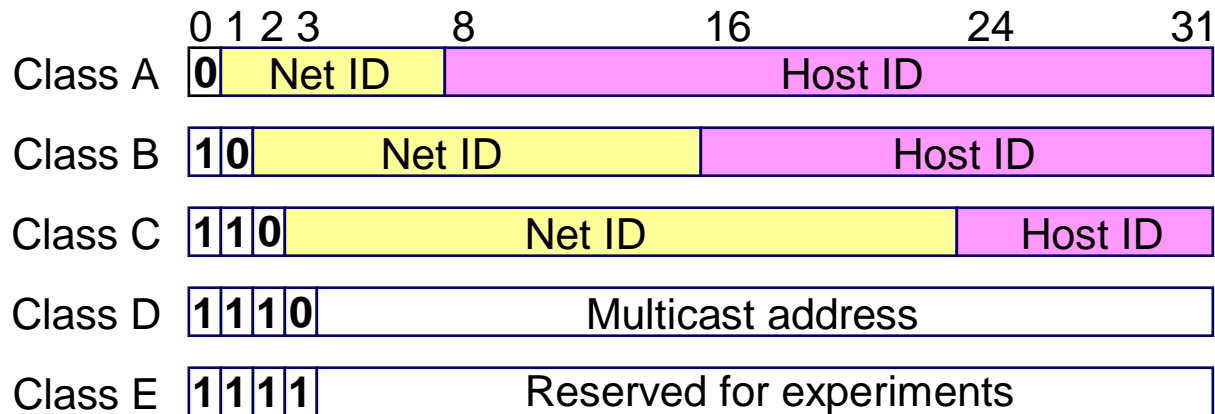 0 1 2 3 8 16 24 31
Class A 0 Net ID Host ID
Class B 1 0 Net ID Host ID
Class C 1 1 0 Net ID Host ID
Class D 1 1 1 0 Multicast address
Class E 1 1 1 1 Reserved for experiments